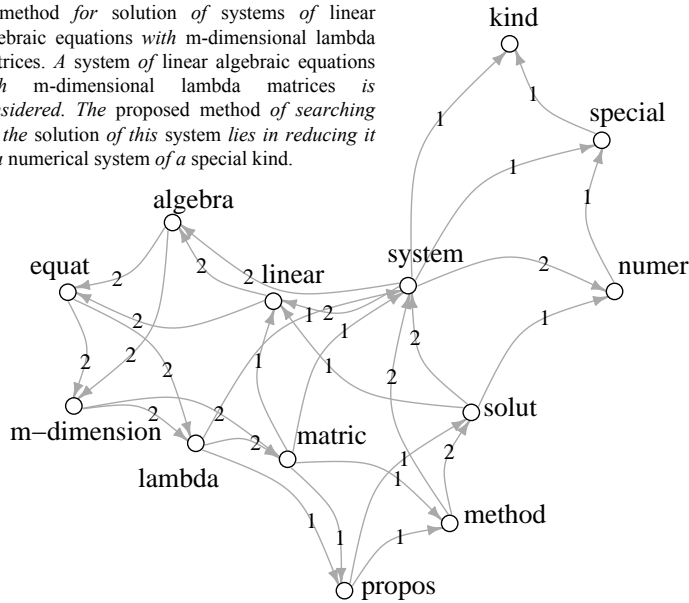 method for solution of systems of linear
ebraic equations with m-dimensional lambda
trices. A system of linear algebraic equations
h m-dimensional lambda matrices is
nsidered. The proposed method of searching
the solution of this system lies in reducing it
a numerical system of a special kind.
kind
1
1
special
1
1
1
algebra
system
2
numer
equat
2
2
2
linear
1
2
1
1
2
2
2
2
2
1
1
2
solut
2
2
2
m−dimension
matric
lambda
1
1
2
method
1
1
1
propos